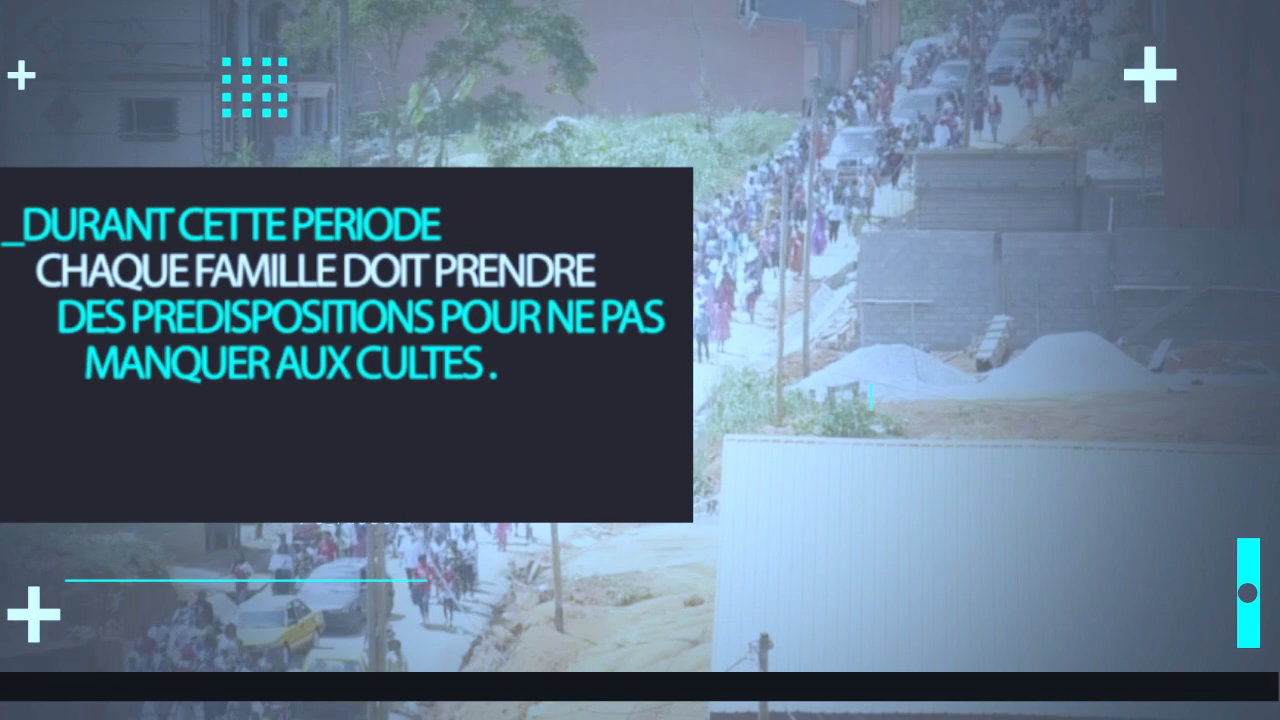 _DURANT CETTE PERIODE
CHAQUE FAMILLE DOIT PRENDRE
DES PREDISPOSITIONS POUR NE PAS
MANQUER AUX CULTES .